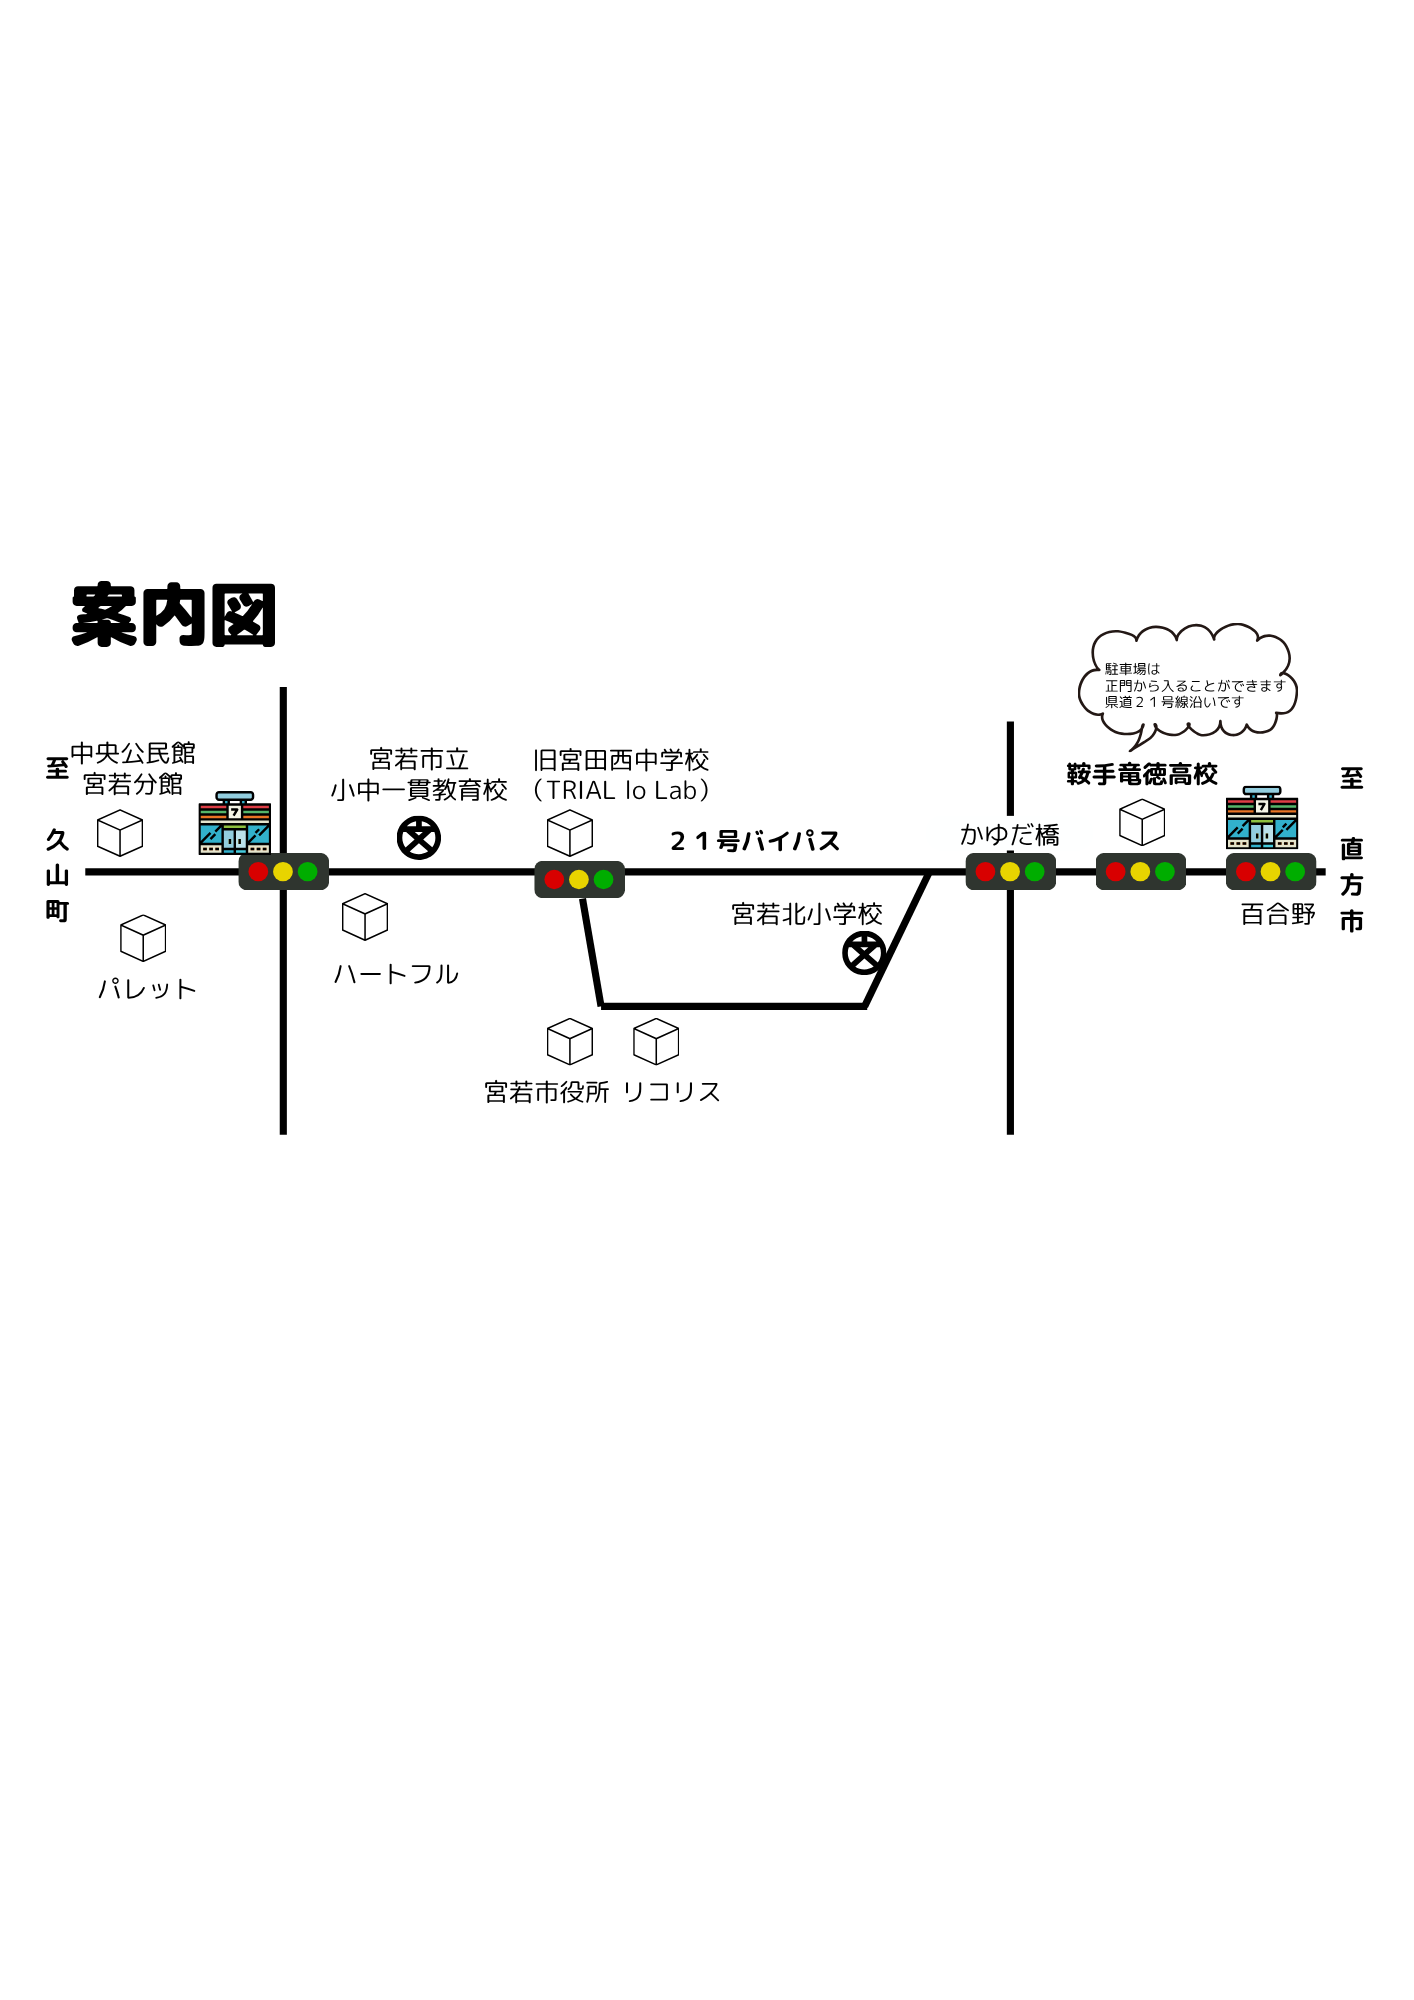 案内図
駐車場は
正門から入ることができます
県道２１号線沿いです
至 久山町
中央公民館
宮若分館
宮若市立
小中一貫教育校
旧宮田西中学校
（TRIAL Io Lab）
鞍手竜徳高校
至 直方市
7
7
２１号バイパス
かゆだ橋
宮若北小学校
百合野
パレット
ハートフル
宮若市役所
リコリス